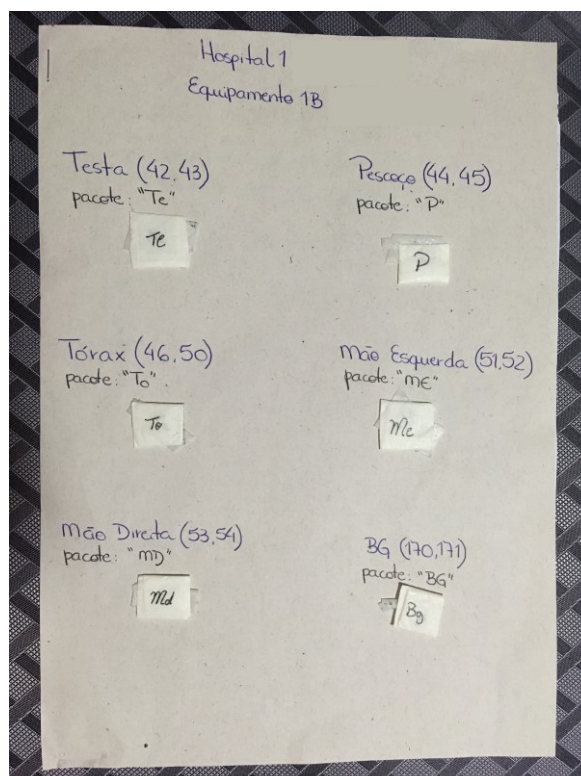 Hospital 1
Equipamento 1B
Testa (42,43)
pacote: "Te"
Te
Pescoço (44,45)
pacote: "P"
P
Tórax (46,50)
pacote: "To"
To
Mão Esquerda (51,52)
pacote: "ME"
Me
Mão Direita (53,54)
pacote: "MD"
Md
BG (170,171)
pacote: "BG"
Bg